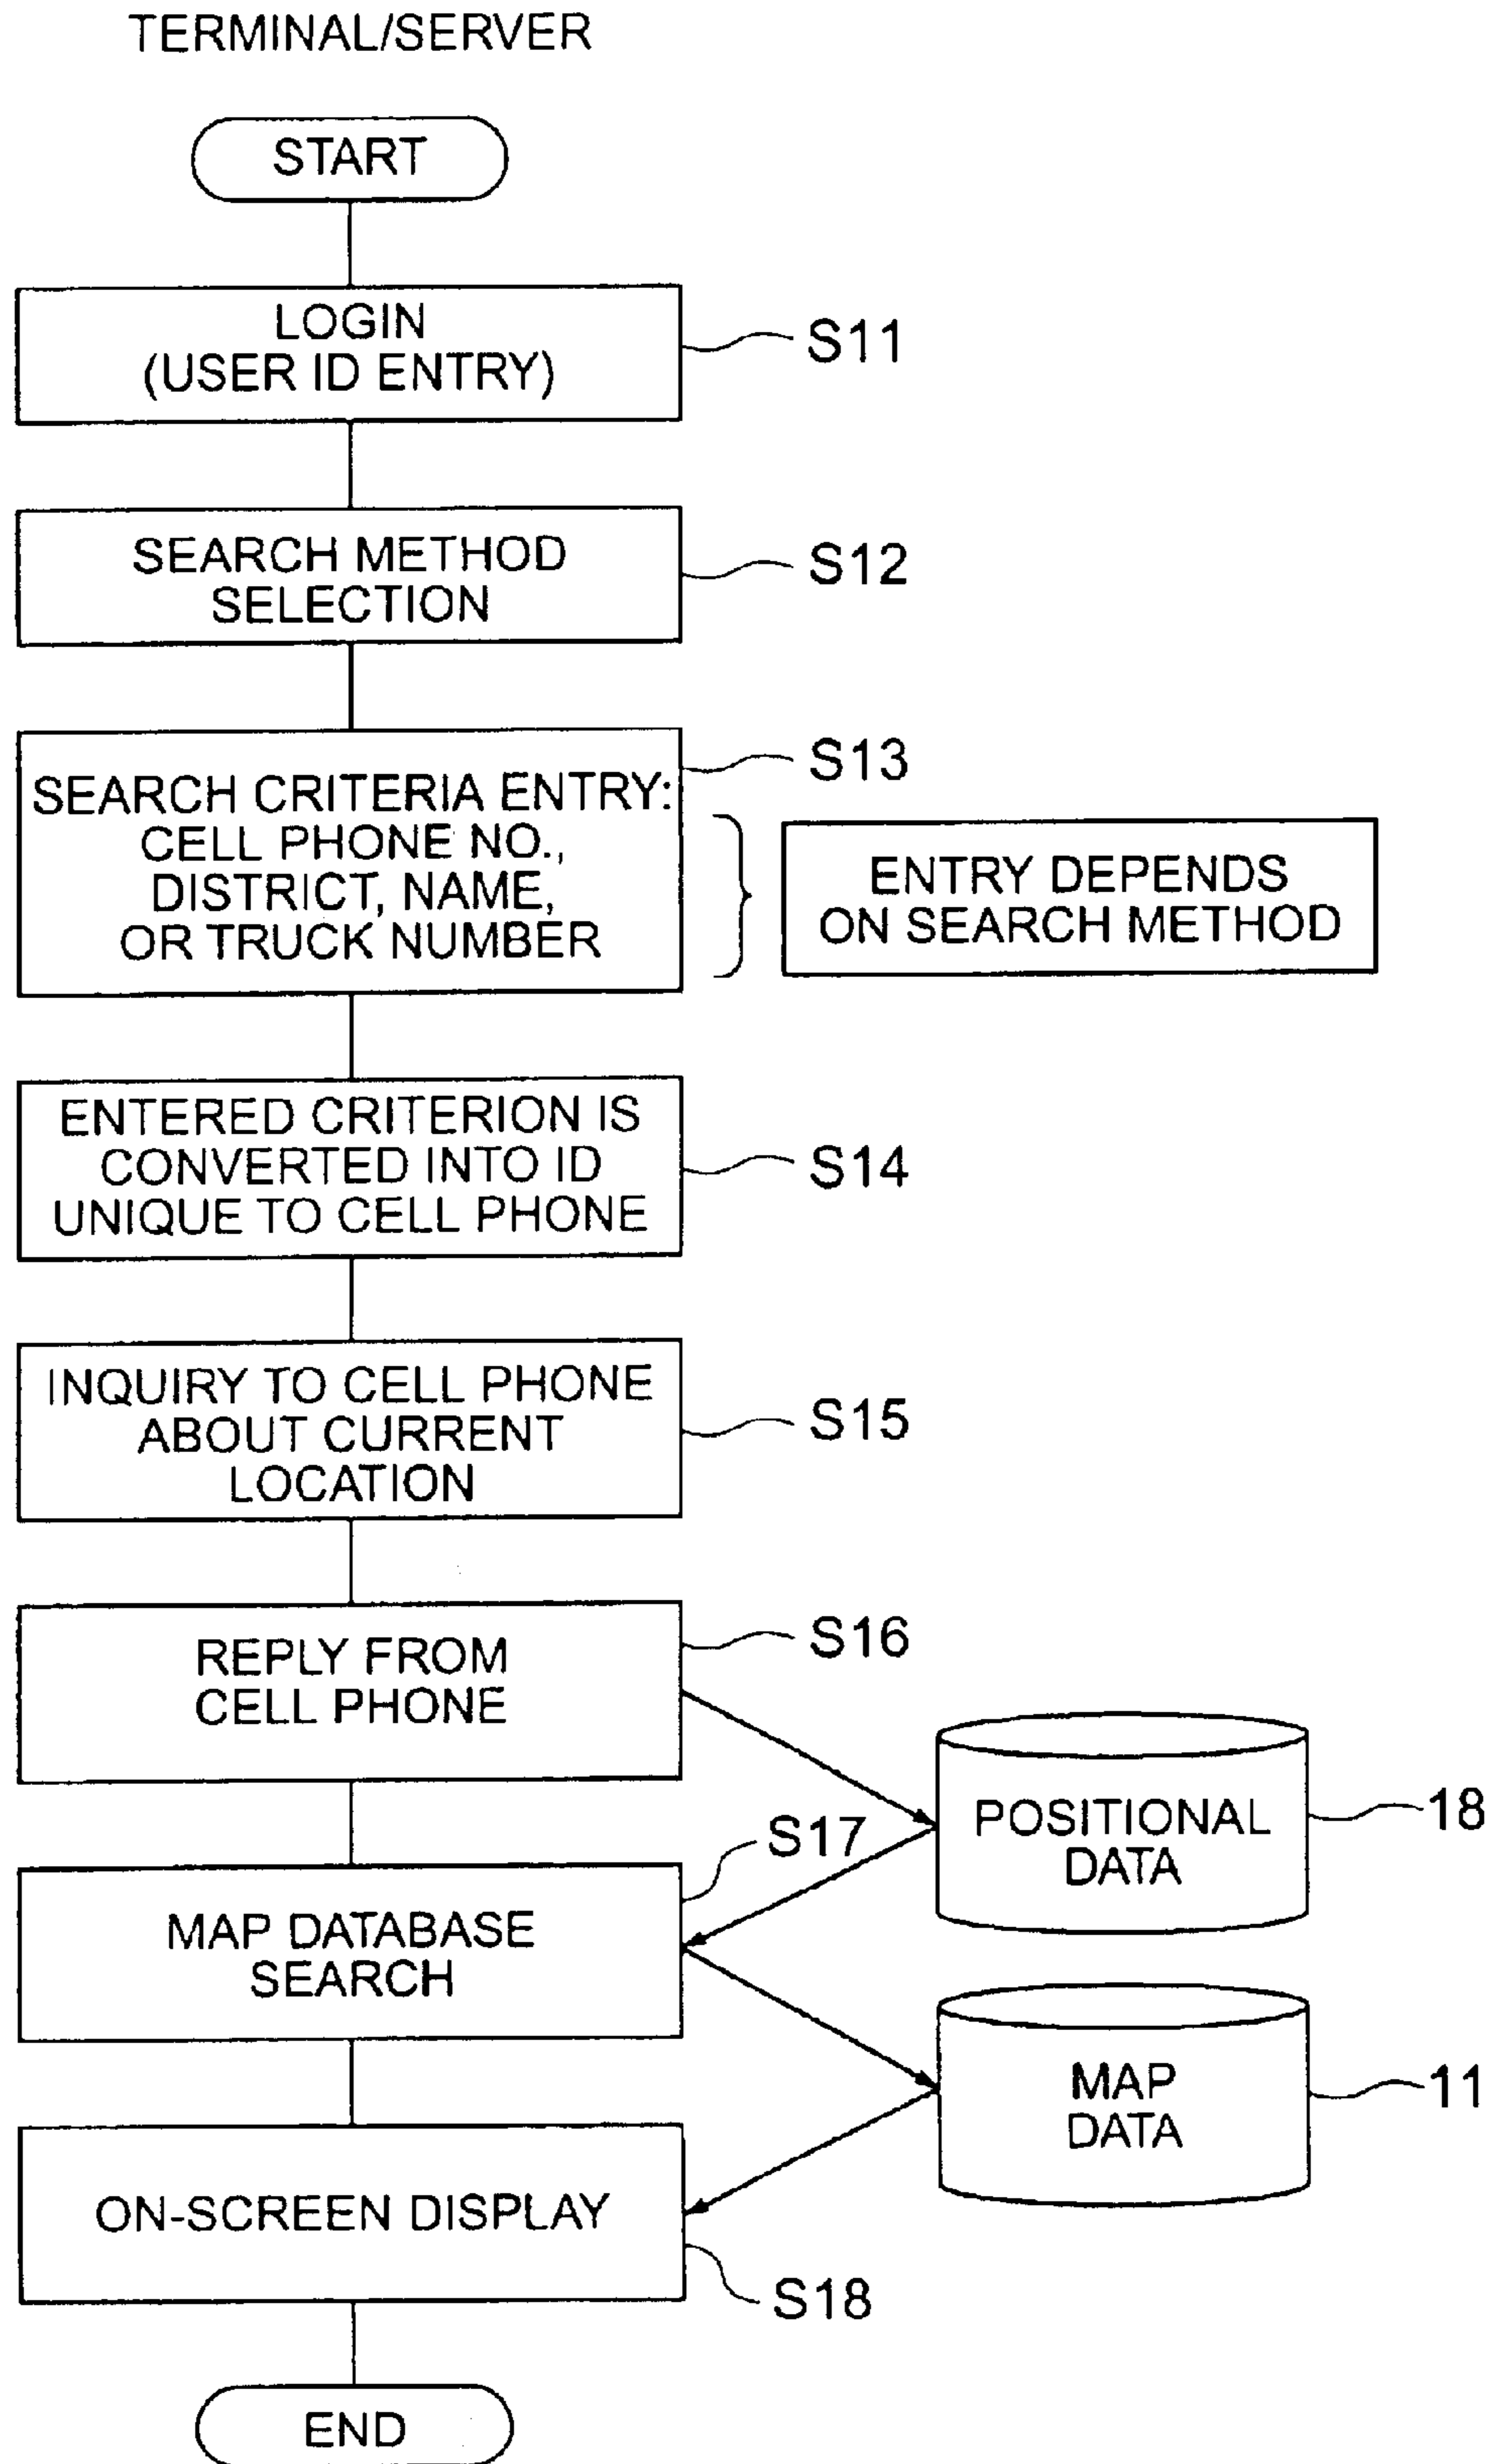 TERMINAL/SERVER
START
LOGIN
(USER ID ENTRY)
S11
SEARCH METHOD
SELECTION
S12
S13
SEARCH CRITERIA ENTRY:
CELL PHONE NO.,
DISTRICT, NAME,
OR TRUCK NUMBER
ENTRY DEPENDS
ON SEARCH METHOD
ENTERED CRITERION IS
CONVERTED INTO ID
UNIQUE TO CELL PHONE
S14
INQUIRY TO CELL PHONE
ABOUT CURRENT
LOCATION
S15
REPLY FROM
CELL PHONE
S16
POSITIONAL
DATA
18
S17
MAP DATABASE
SEARCH
MAP
DATA
11
ON-SCREEN DISPLAY
S18
END